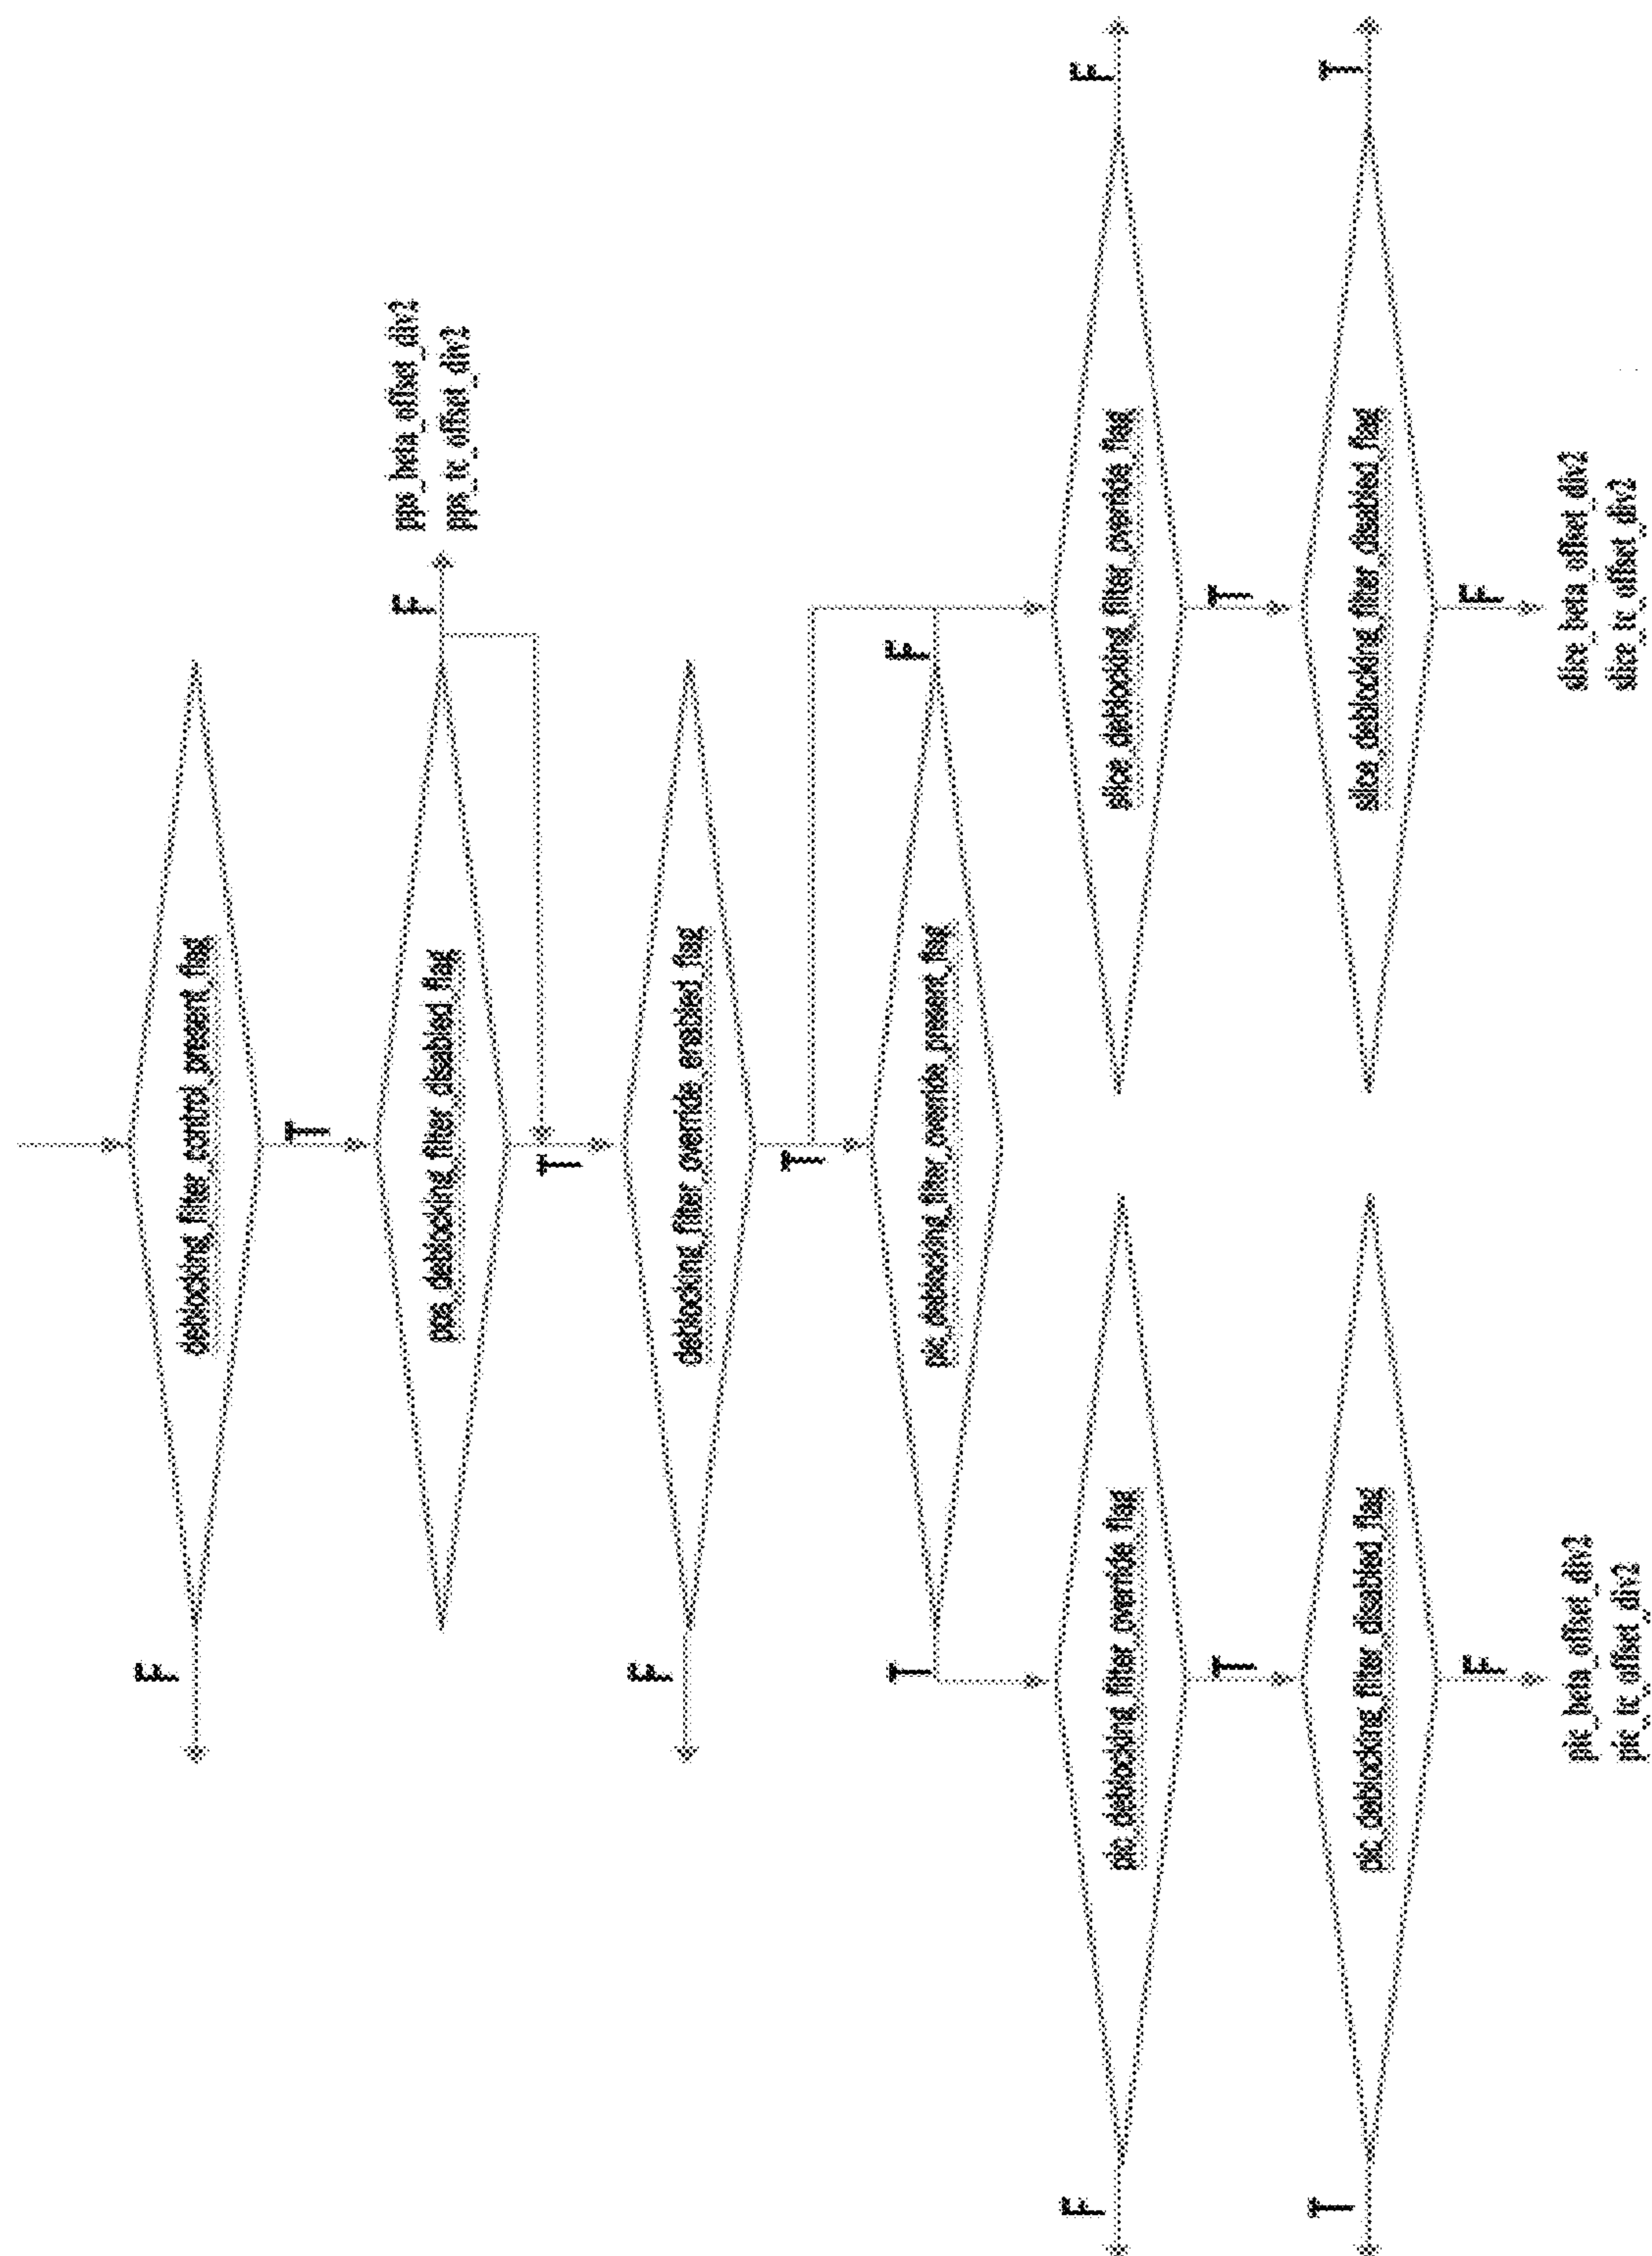 deblocking_filter_control_present_flag
F
T
pps_deblocking_filter_disabled_flag
F
pps_beta_offset_div2
pps_tc_offset_div2
T
deblocking_filter_override_enabled_flag
F
T
pic_deblocking_filter_override_present_flag
T
F
pic_deblocking_filter_override_flag
F
T
slice_deblocking_filter_override_flag
F
T
pic_deblocking_filter_disabled_flag
T
F
slice_deblocking_filter_disabled_flag
T
F
pic_beta_offset_div2
pic_tc_offset_div2
slice_beta_offset_div2
slice_tc_offset_div2